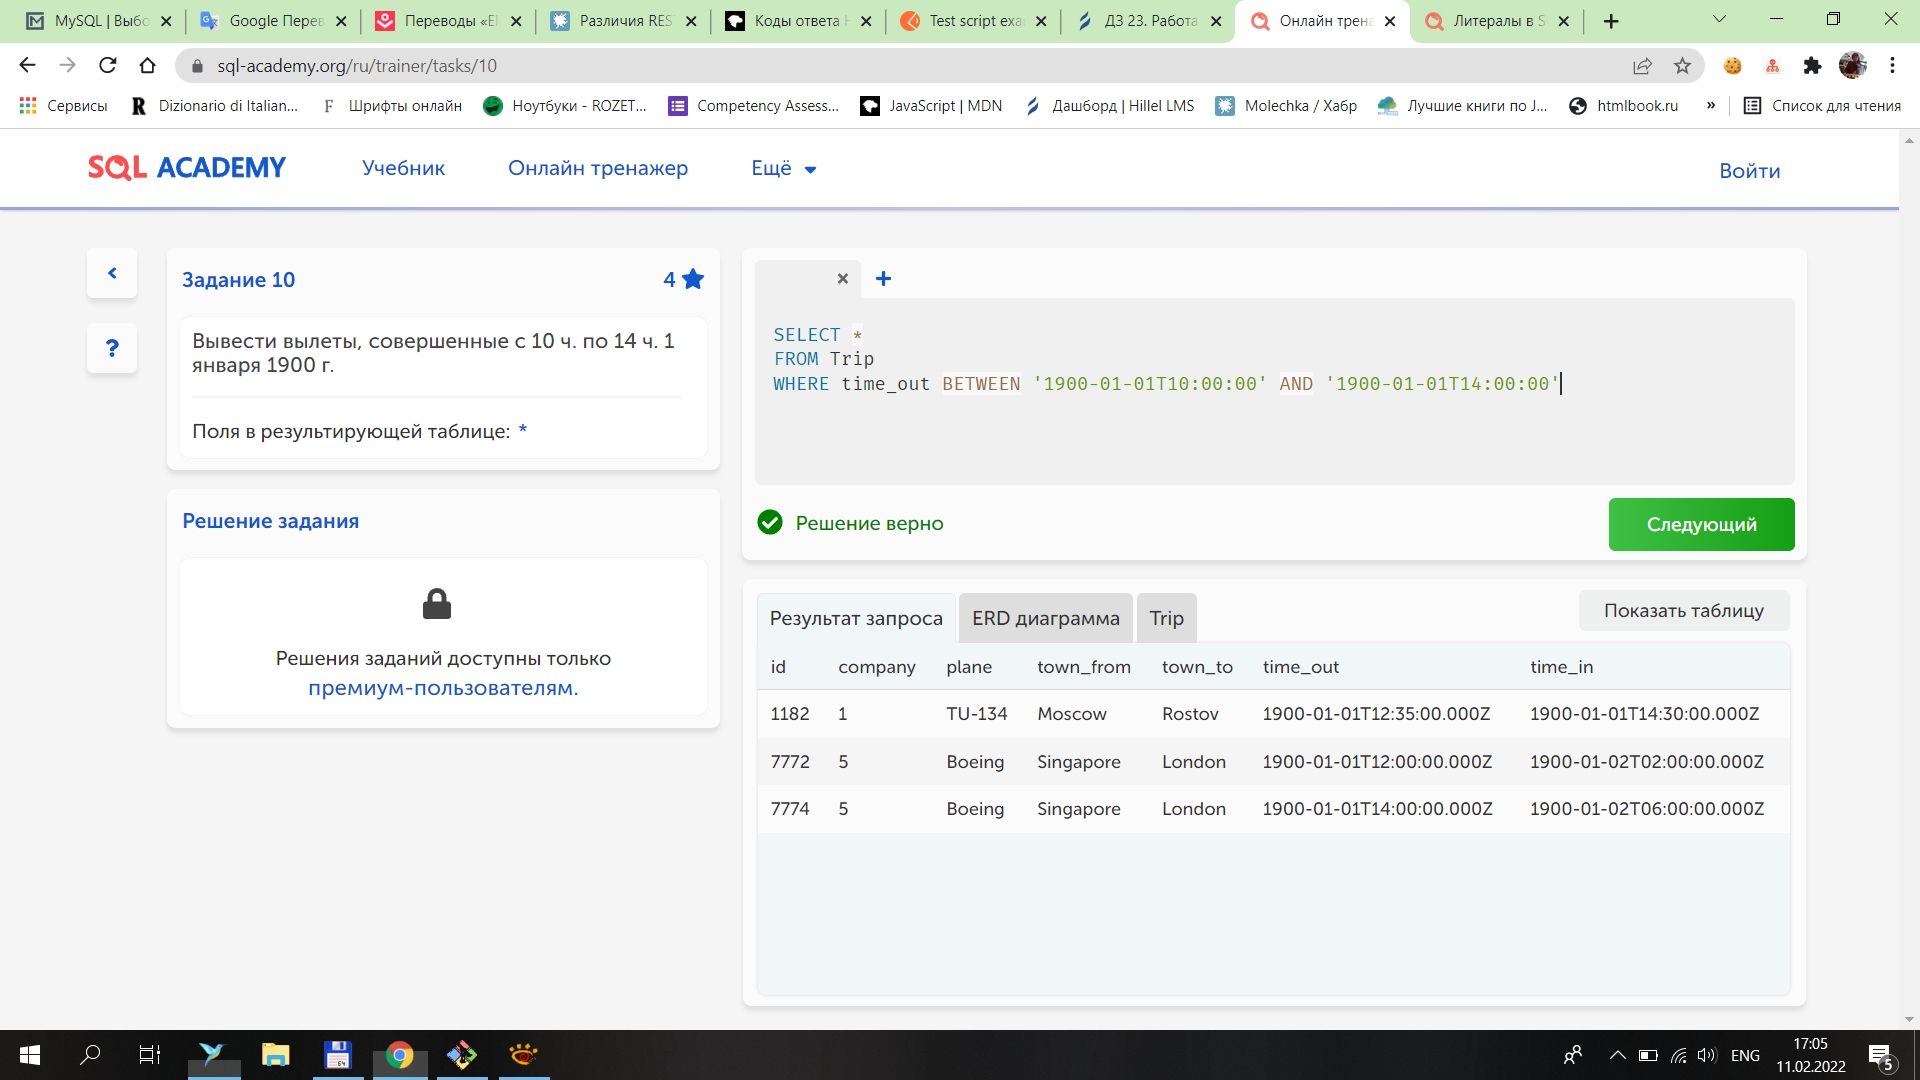 MySQL | Выбо
Google Перев
Переводы «El
Различия RES
Коды ответа
Test script exa
ДЗ 23. Работа
Онлайн трена
Литералы в S
sql-academy.org/ru/trainer/tasks/10
Сервисы
Dizionario di Italian...
Шрифты онлайн
Ноутбуки - ROZET...
Competency Assess...
JavaScript | MDN
Дашборд | Hillel LMS
Molechka / Хабр
Лучшие книги по J...
htmlbook.ru
»
Список для чтения
SQL ACADEMY
Учебник
Онлайн тренажер
Ещё
Войти
Задание 10
4
Вывести вылеты, совершенные с 10 ч. по 14 ч. 1
января 1900 г.
Поля в результирующей таблице: *
?
Решение задания
Решения заданий доступны только
премиум-пользователям.
SELECT *
FROM Trip
WHERE time_out BETWEEN '1900-01-01T10:00:00' AND '1900-01-01T14:00:00'
Решение верно
Следующий
Результат запроса
ERD диаграмма
Trip
Показать таблицу
id company plane town_from town_to time_out time_in
1182 1 TU-134 Moscow Rostov 1900-01-01T12:35:00.000Z 1900-01-01T14:30:00.000Z
7772 5 Boeing Singapore London 1900-01-01T12:00:00.000Z 1900-01-02T02:00:00.000Z
7774 5 Boeing Singapore London 1900-01-01T14:00:00.000Z 1900-01-02T06:00:00.000Z
64
ENG
17:05
11.02.2022
5